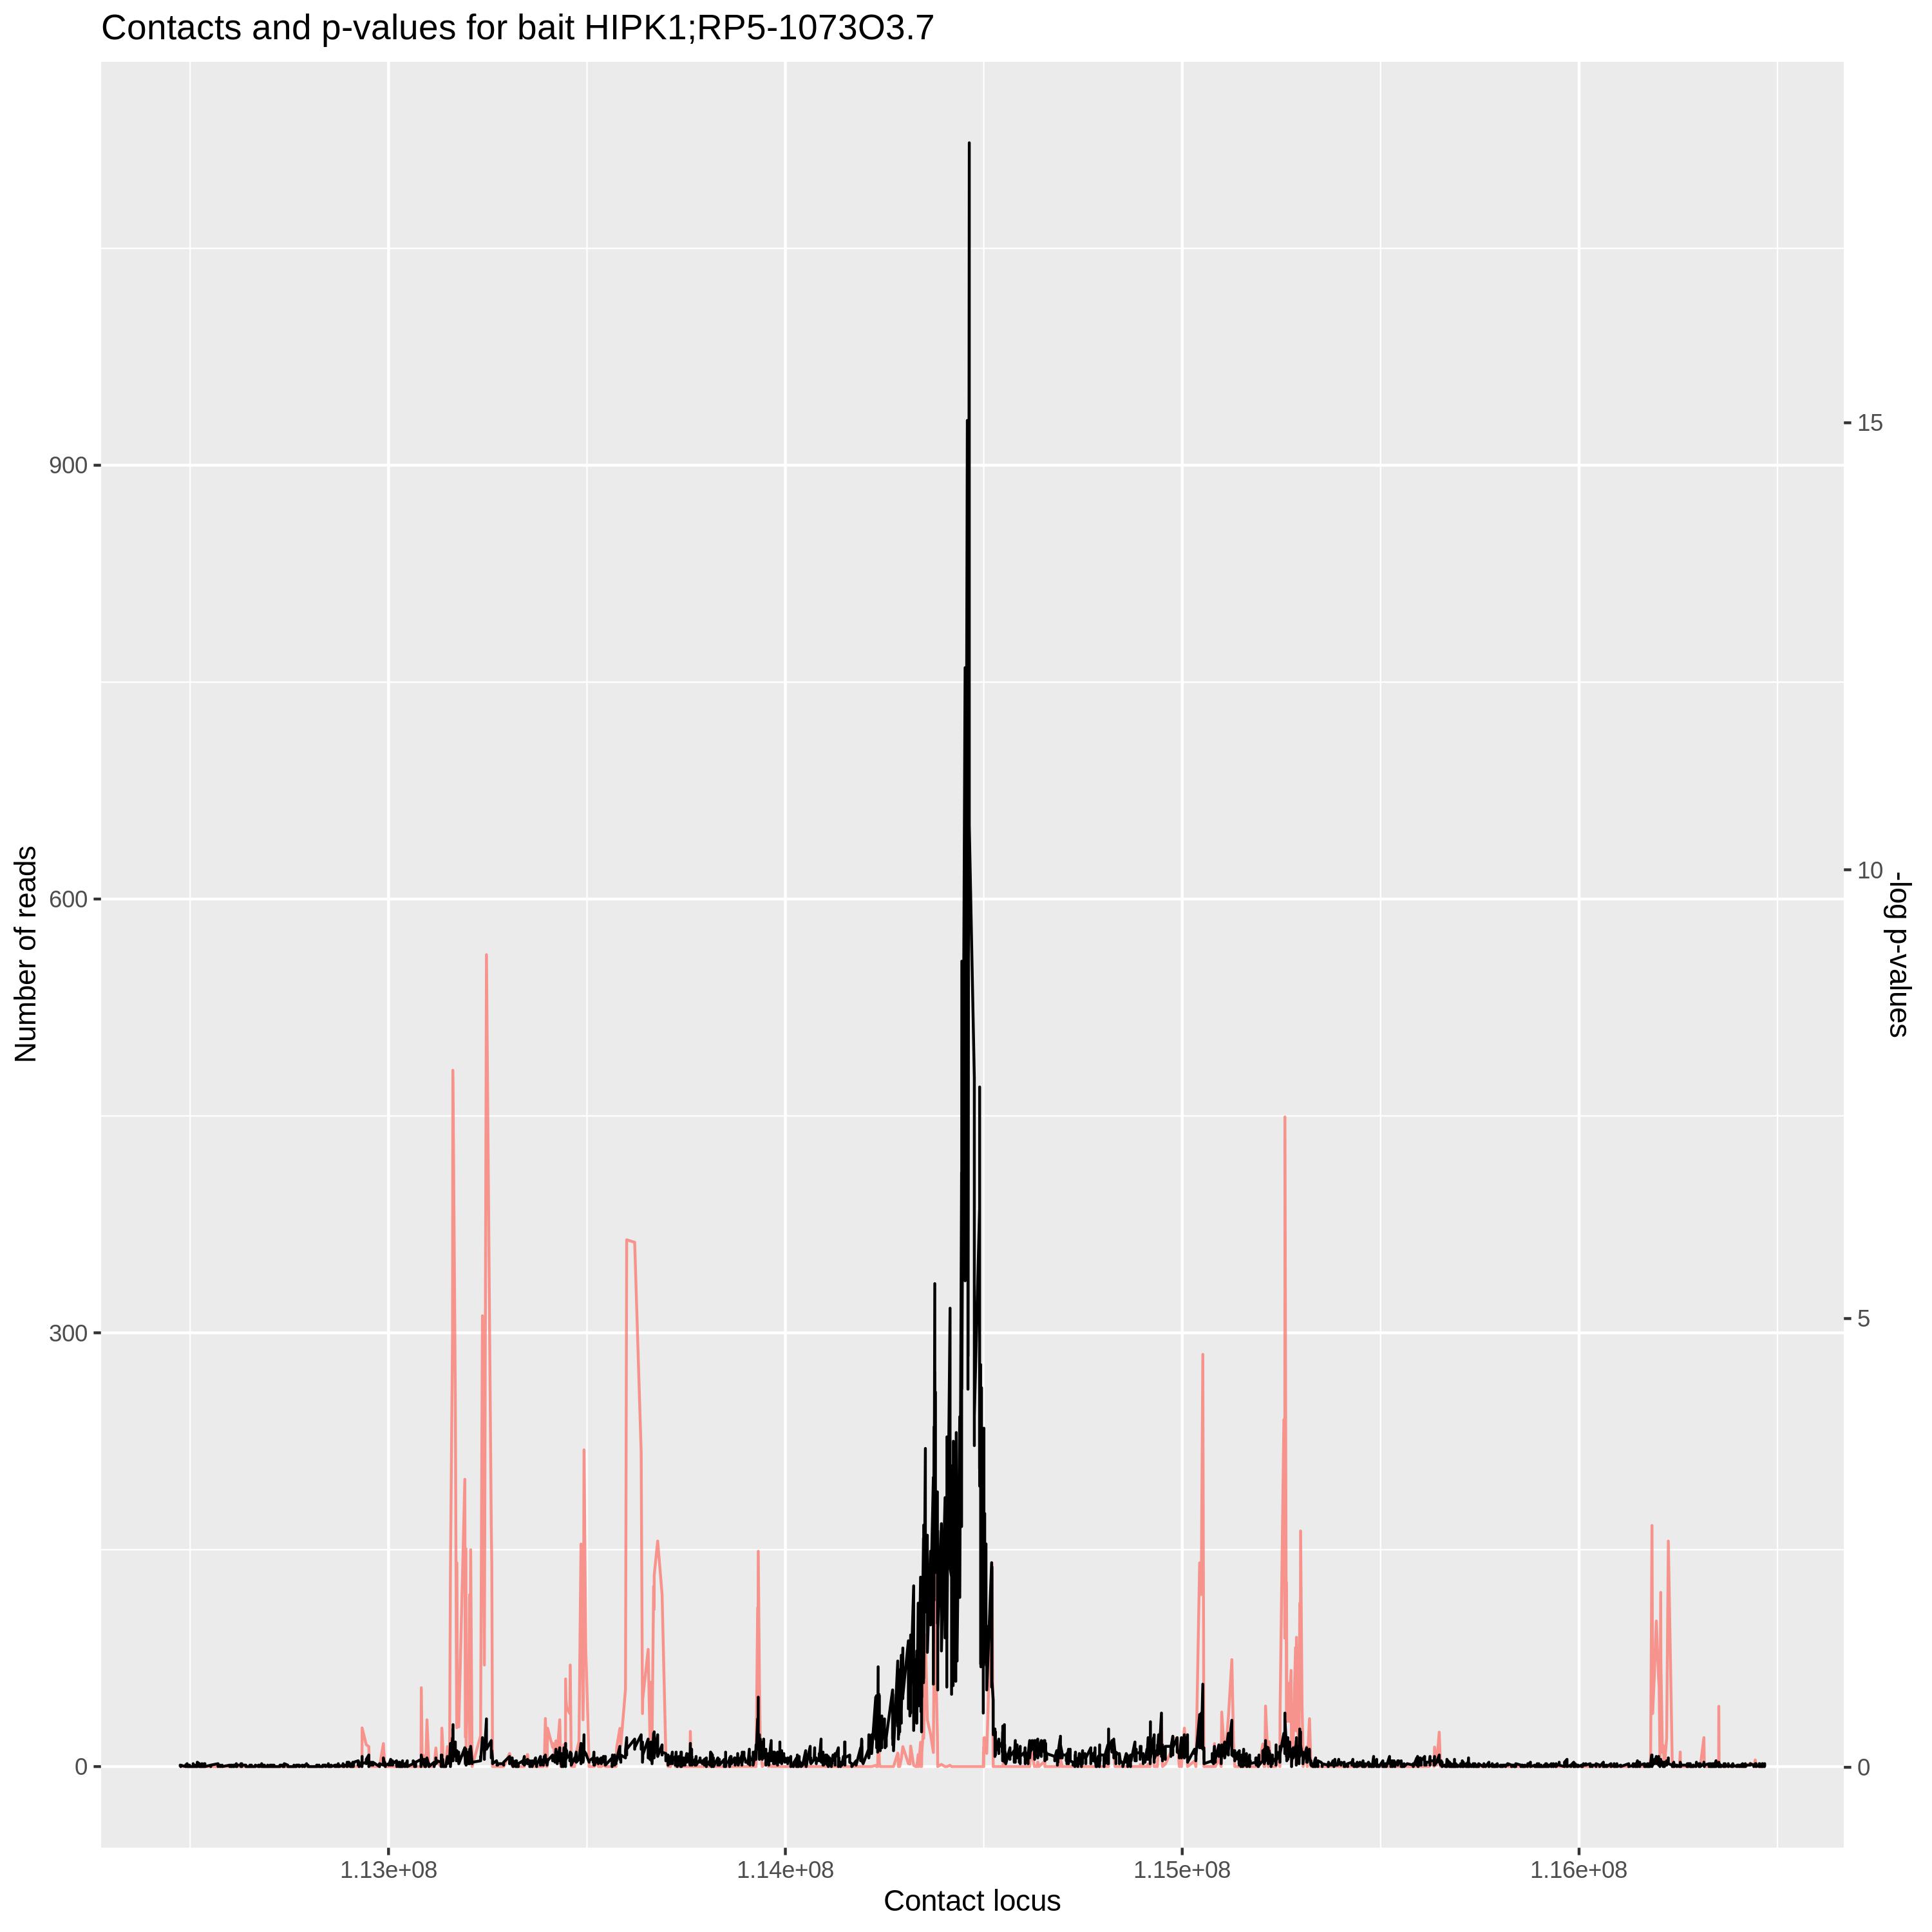 Contacts and p-values for bait HIPK1;RP5-1073O3.7
Number of reads
900
600
300
0
15
10
5
0
-log p-values
1.13e+08
1.14e+08
1.15e+08
1.16e+08
Contact locus